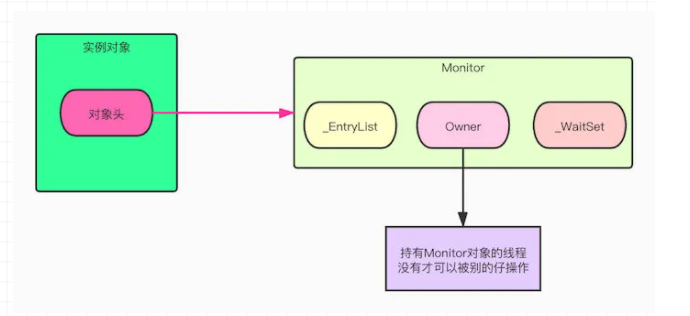 实例对象
对象头
Monitor
_EntryList
Owner
_WaitSet
持有Monitor对象的线程
没有才可以被别的仔操作